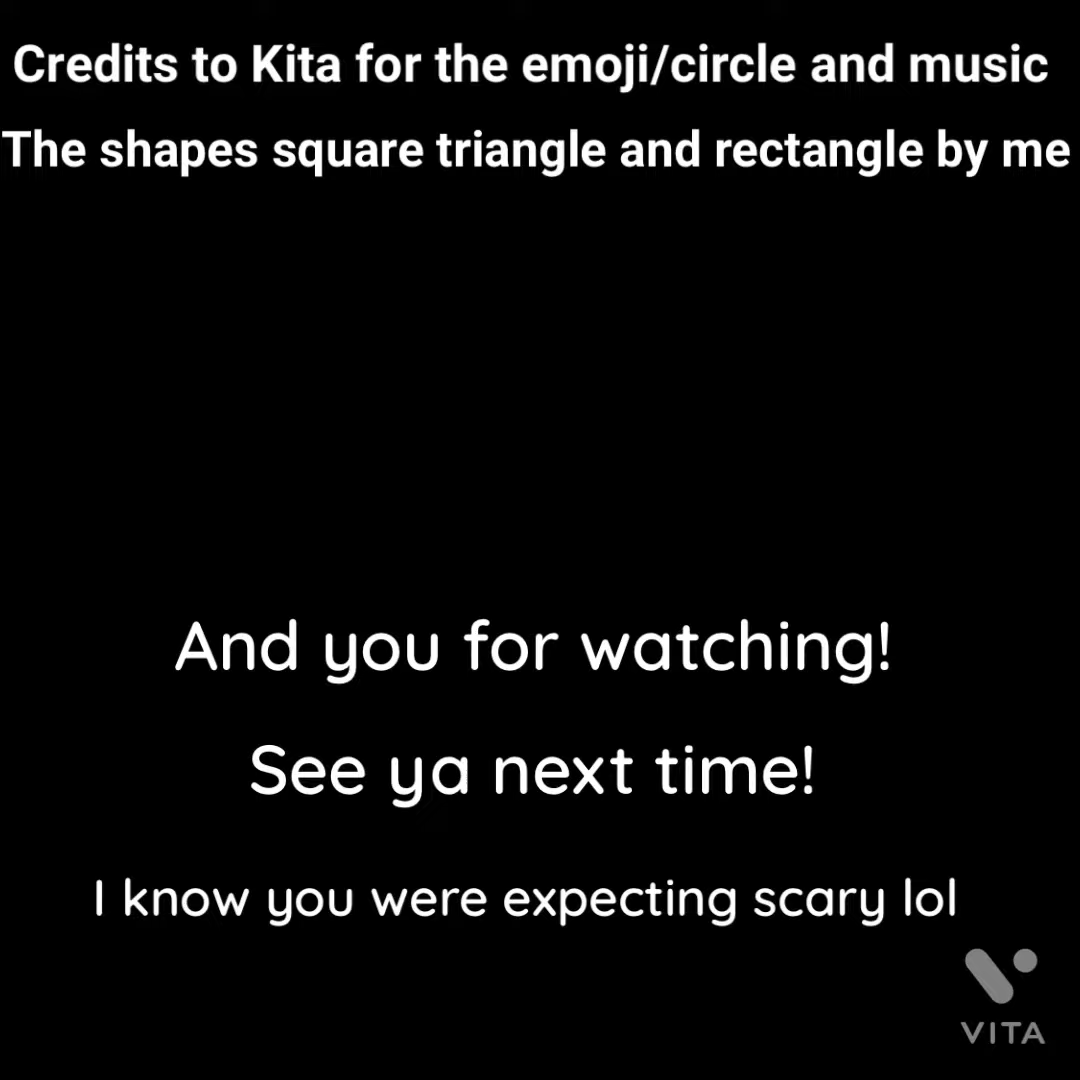 Credits to Kita for the emoji/circle and music
The shapes square triangle and rectangle by me
And you for watching!
See ya next time!
I know you were expecting scary lol
VITA